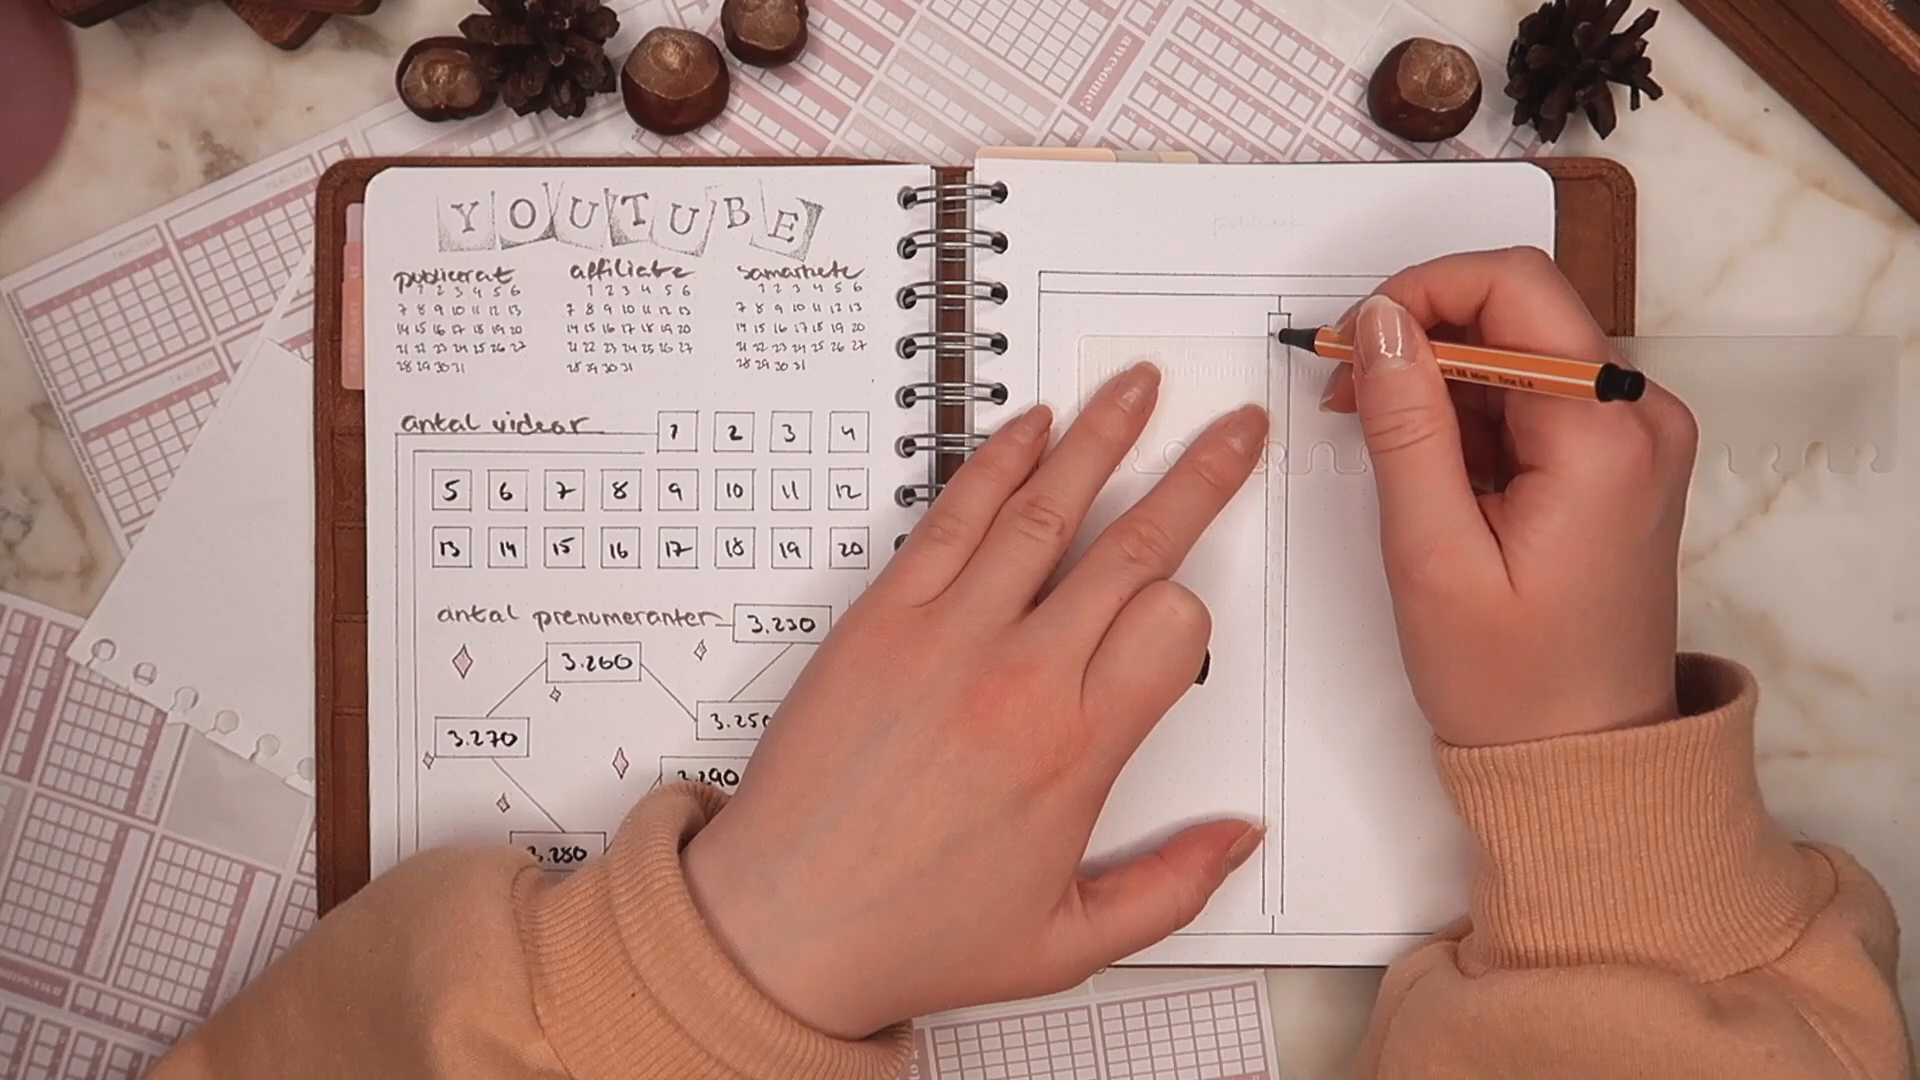 YOUTUBE
publicerat affiliate samarbete
1 2 3 4 5 6 1 2 3 4 5 6 1 2 3 4 5 6
7 8 9 10 11 12 13 7 8 9 10 11 12 13 7 8 9 10 11 12 13
14 15 16 17 18 19 20 14 15 16 17 18 19 20 14 15 16 17 18 19 20
21 22 23 24 25 26 27 21 22 23 24 25 26 27 21 22 23 24 25 26 27
28 29 30 31 28 29 30 31 28 29 30 31
antal videor 1 2 3 4
5 6 7 8 9 10 11 12
13 14 15 16 17 18 19 20
antal prenumeranter 3.230
3.260
3.250
3.270
3.290
3.280
awesome!
TRACKER
TRACKER